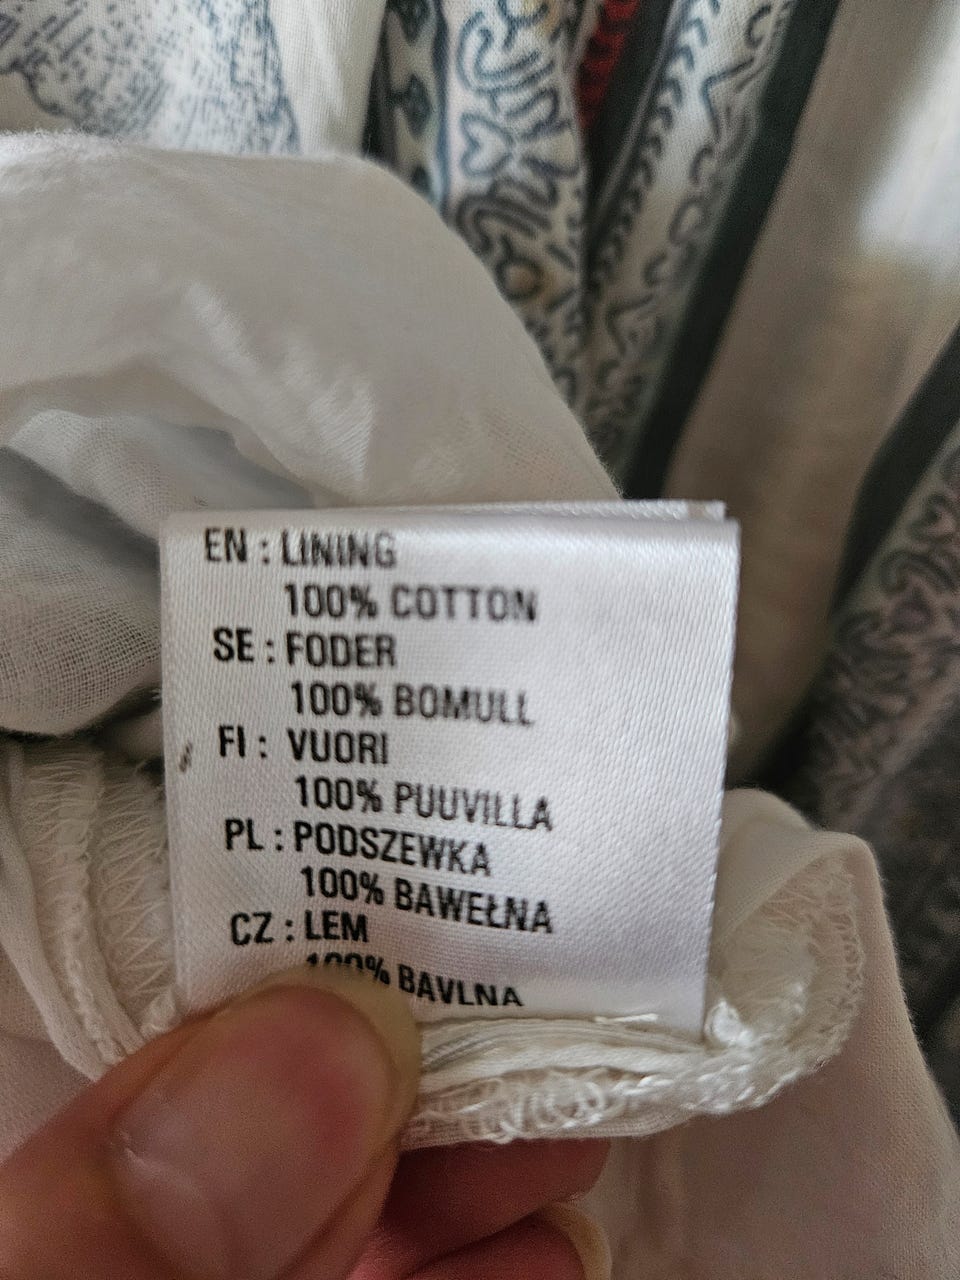 EN : LINING
100% COTTON
SE : FODER
100% BOMULL
FI : VUORI
100% PUUVILLA
PL : PODSZEWKA
100% BAWEŁNA
CZ : LEM
100% BAVLNA